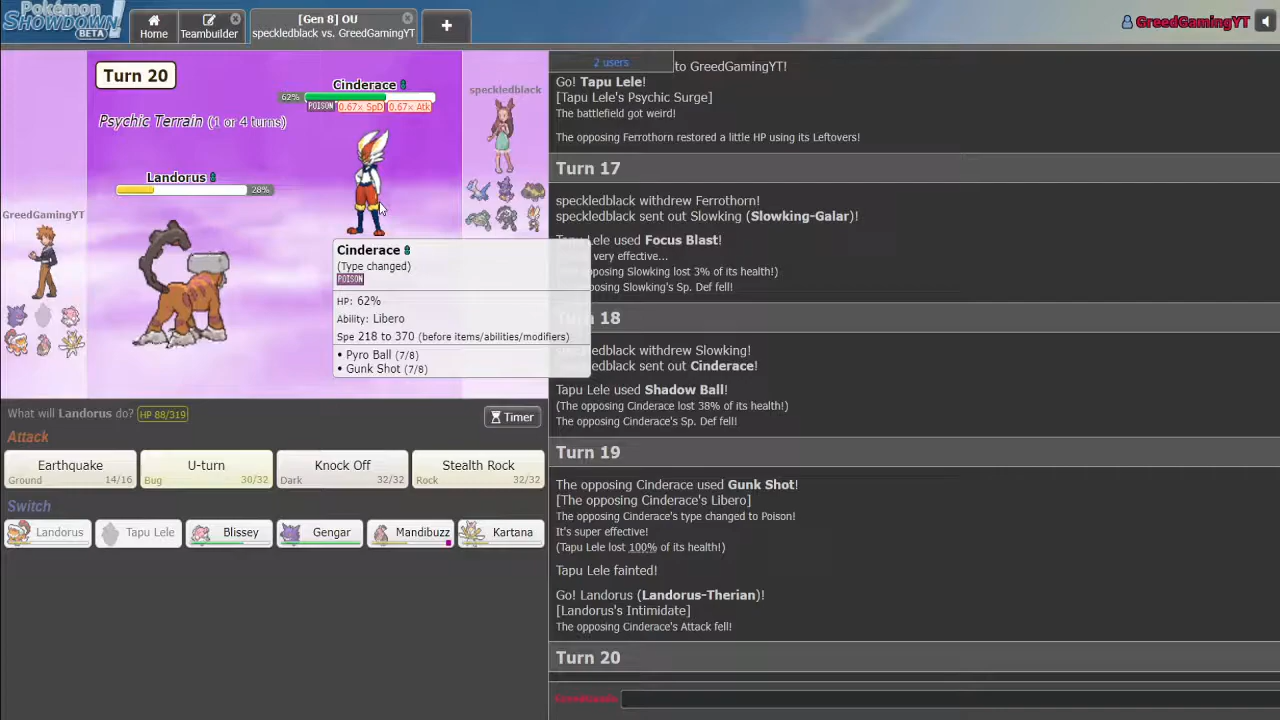 Pokémon
SHOWDOWN!
BETA
Home
Teambuilder
[Gen 8] OU
speckledblack vs. GreedGamingYT
+
GreedGamingYT
Turn 20
Cinderace
62%
POISON 0.67× SpD 0.67× Atk
Psychic Terrain (1 or 4 turns)
Landorus
28%
GreedGamingYT
speckledblack
Cinderace
(Type changed)
POISON
HP: 62%
Ability: Libero
Spe 218 to 370 (before items/abilities/modifiers)
• Pyro Ball (7/8)
• Gunk Shot (7/8)
What will Landorus do? HP 88/319
Timer
Attack
Earthquake
Ground 14/16
U-turn
Bug 30/32
Knock Off
Dark 32/32
Stealth Rock
Rock 32/32
Switch
Landorus
Tapu Lele
Blissey
Gengar
Mandibuzz
Kartana
2 users
to GreedGamingYT!
Go! Tapu Lele!
[Tapu Lele's Psychic Surge]
The battlefield got weird!
The opposing Ferrothorn restored a little HP using its Leftovers!
Turn 17
speckledblack withdrew Ferrothorn!
speckledblack sent out Slowking (Slowking-Galar)!
Lele used Focus Blast!
very effective...
opposing Slowking lost 3% of its health!)
opposing Slowking's Sp. Def fell!
18
withdrew Slowking!
sent out Cinderace!
Tapu Lele used Shadow Ball!
(The opposing Cinderace lost 38% of its health!)
The opposing Cinderace's Sp. Def fell!
Turn 19
The opposing Cinderace used Gunk Shot!
[The opposing Cinderace's Libero]
The opposing Cinderace's type changed to Poison!
It's super effective!
(Tapu Lele lost 100% of its health!)
Tapu Lele fainted!
Go! Landorus (Landorus-Therian)!
[Landorus's Intimidate]
The opposing Cinderace's Attack fell!
Turn 20